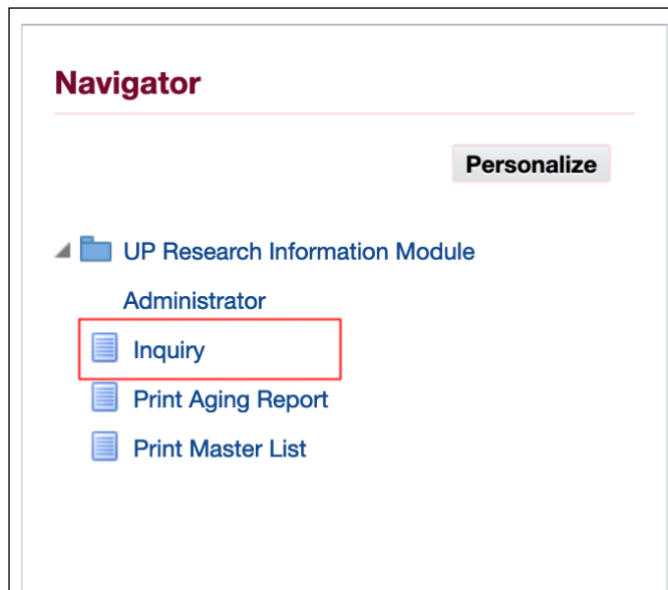 Navigator
Personalize
UP Research Information Module
Administrator
Inquiry
Print Aging Report
Print Master List